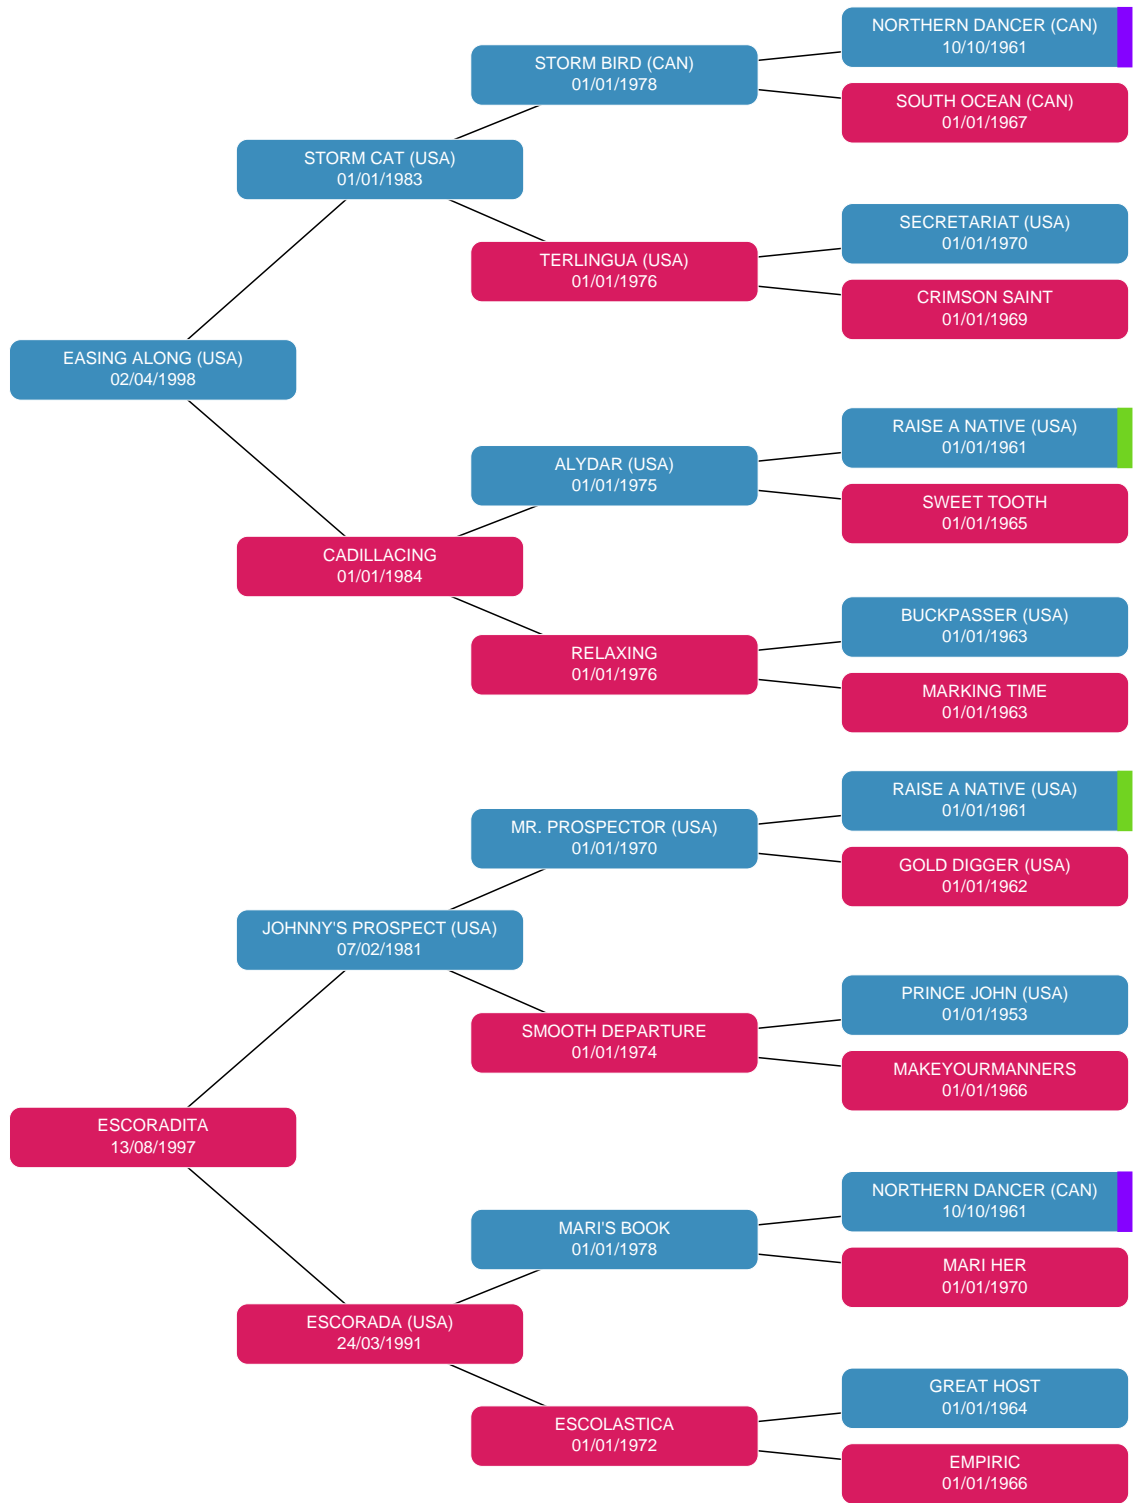 NORTHERN DANCER (CAN)
10/10/1961
STORM BIRD (CAN)
01/01/1978
SOUTH OCEAN (CAN)
01/01/1967
STORM CAT (USA)
01/01/1983
SECRETARIAT (USA)
01/01/1970
TERLINGUA (USA)
01/01/1976
CRIMSON SAINT
01/01/1969
EASING ALONG (USA)
02/04/1998
RAISE A NATIVE (USA)
01/01/1961
ALYDAR (USA)
01/01/1975
SWEET TOOTH
01/01/1965
CADILLACING
01/01/1984
BUCKPASSER (USA)
01/01/1963
RELAXING
01/01/1976
MARKING TIME
01/01/1963
RAISE A NATIVE (USA)
01/01/1961
MR. PROSPECTOR (USA)
01/01/1970
GOLD DIGGER (USA)
01/01/1962
JOHNNY'S PROSPECT (USA)
07/02/1981
PRINCE JOHN (USA)
01/01/1953
SMOOTH DEPARTURE
01/01/1974
MAKEYOURMANNERS
01/01/1966
ESCORADITA
13/08/1997
NORTHERN DANCER (CAN)
10/10/1961
MARI'S BOOK
01/01/1978
MARI HER
01/01/1970
ESCORADA (USA)
24/03/1991
GREAT HOST
01/01/1964
ESCOLASTICA
01/01/1972
EMPIRIC
01/01/1966